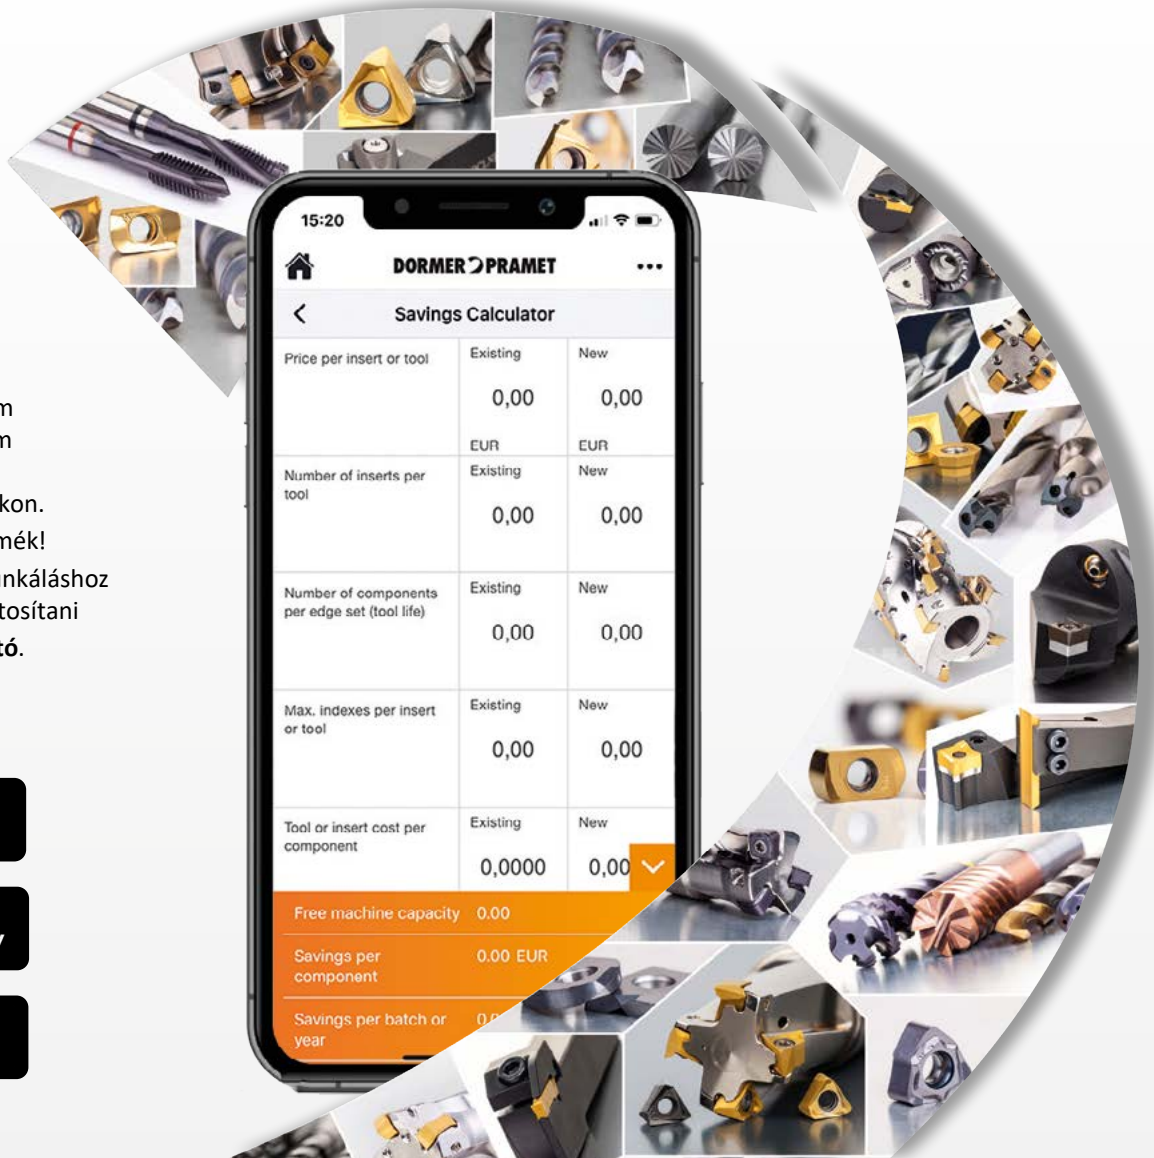 m
m
kon.
mék!
unkáláshoz
tosítani
tó.
y
15:20
DORMER PRAMET
Savings Calculator
Price per insert or tool
Existing
New
0,00
0,00
EUR
EUR
Number of inserts per
tool
Existing
New
0,00
0,00
Number of components
per edge set (tool life)
Existing
New
0,00
0,00
Max. indexes per insert
or tool
Existing
New
0,00
0,00
Tool or insert cost per
component
Existing
New
0,0000
0,00
Free machine capacity 0.00
Savings per
component
0.00 EUR
Savings per batch or
year